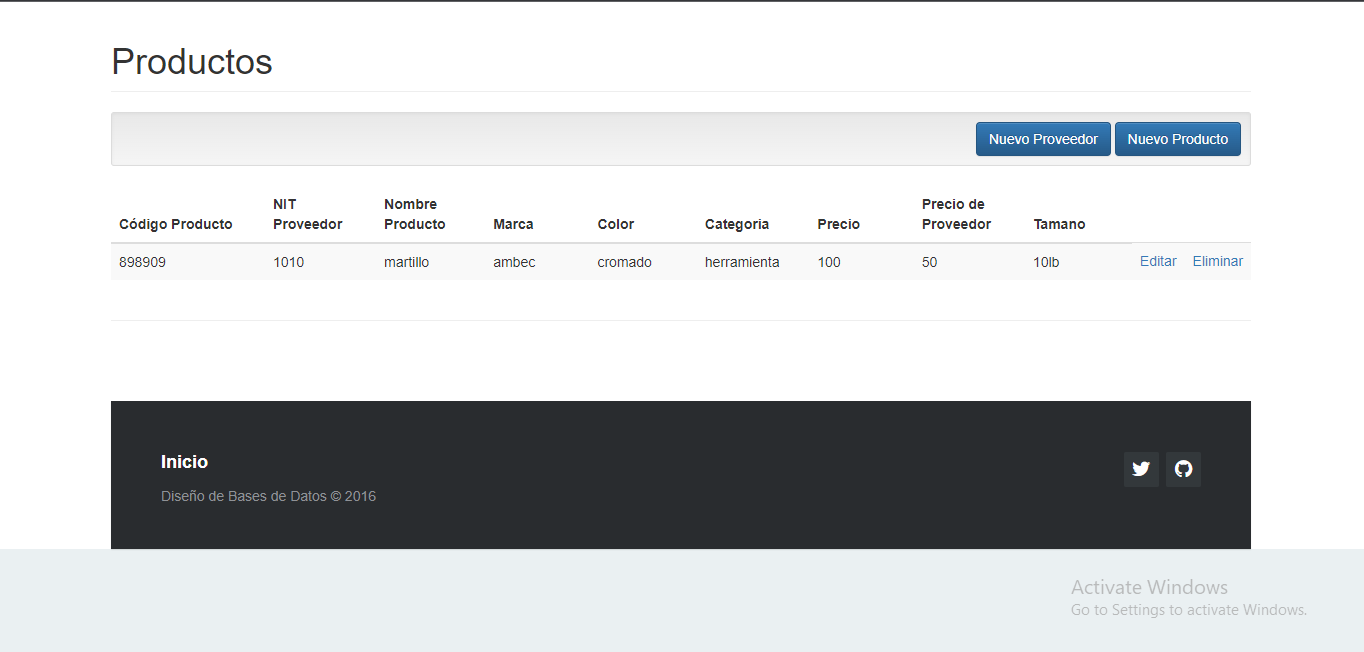 Productos
Nuevo Proveedor Nuevo Producto
Código Producto NIT Proveedor Nombre Producto Marca Color Categoria Precio Precio de Proveedor Tamano
898909 1010 martillo ambec cromado herramienta 100 50 10lb Editar Eliminar
Inicio
Diseño de Bases de Datos © 2016
Activate Windows
Go to Settings to activate Windows.